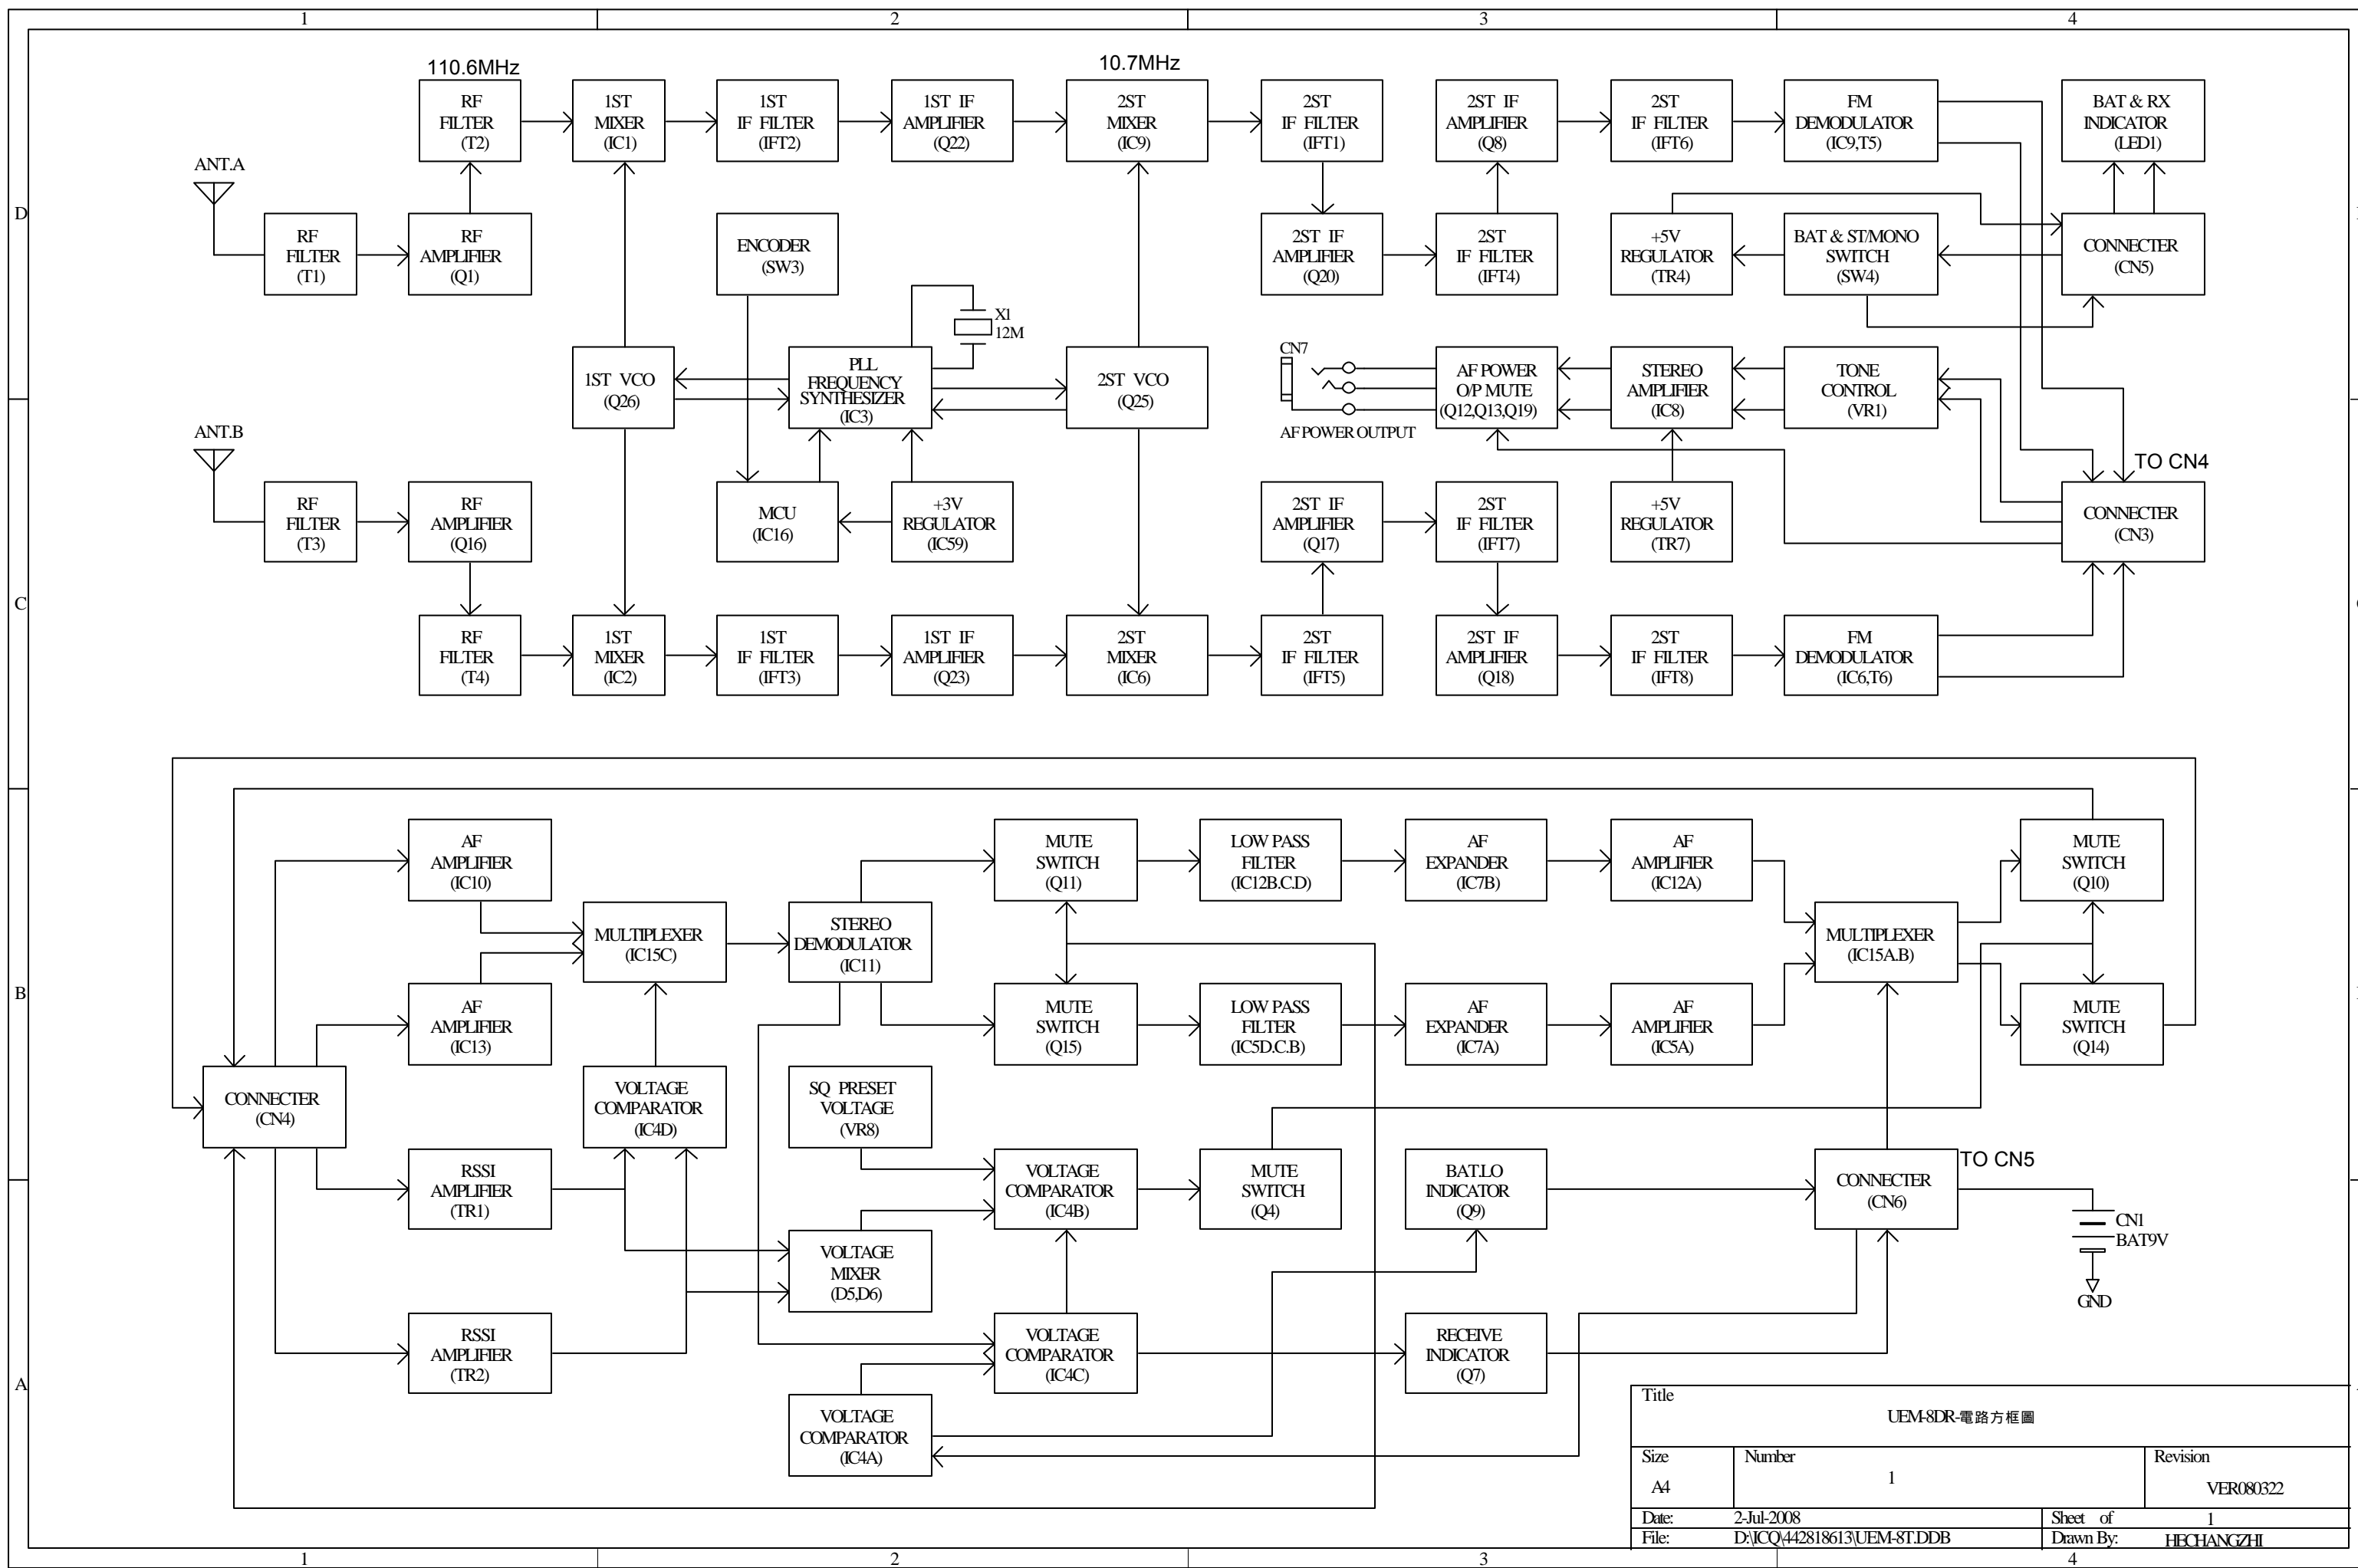 1
2
3
4
110.6MHz
10.7MHz
RF
FILTER
(T2)
1ST
MIXER
(IC1)
1ST
IF FILTER
(IFT2)
1ST IF
AMPLIFIER
(Q22)
2ST
MIXER
(IC9)
2ST
IF FILTER
(IFT1)
2ST IF
AMPLIFIER
(Q8)
2ST
IF FILTER
(IFT6)
FM
DEMODULATOR
(IC9,T5)
BAT & RX
INDICATOR
(LED1)
ANT.A
D
RF
FILTER
(T1)
RF
AMPLIFIER
(Q1)
ENCODER
(SW3)
2ST IF
AMPLIFIER
(Q20)
2ST
IF FILTER
(IFT4)
+5V
REGULATOR
(TR4)
BAT & ST/MONO
SWITCH
(SW4)
CONNECTER
(CN5)
X1
12M
1ST VCO
(Q26)
PLL
FREQUENCY
SYNTHESIZER
(IC3)
2ST VCO
(Q25)
CN7
AF POWER OUTPUT
AF POWER
O/P MUTE
(Q12,Q13,Q19)
STEREO
AMPLIFIER
(IC8)
TONE
CONTROL
(VR1)
ANT.B
TO CN4
RF
FILTER
(T3)
RF
AMPLIFIER
(Q16)
MCU
(IC16)
+3V
REGULATOR
(IC59)
2ST IF
AMPLIFIER
(Q17)
2ST
IF FILTER
(IFT7)
+5V
REGULATOR
(TR7)
CONNECTER
(CN3)
C
RF
FILTER
(T4)
1ST
MIXER
(IC2)
1ST
IF FILTER
(IFT3)
1ST IF
AMPLIFIER
(Q23)
2ST
MIXER
(IC6)
2ST
IF FILTER
(IFT5)
2ST IF
AMPLIFIER
(Q18)
2ST
IF FILTER
(IFT8)
FM
DEMODULATOR
(IC6,T6)
AF
AMPLIFIER
(IC10)
MUTE
SWITCH
(Q11)
LOW PASS
FILTER
(IC12B.C.D)
AF
EXPANDER
(IC7B)
AF
AMPLIFIER
(IC12A)
MUTE
SWITCH
(Q10)
MULTIPLEXER
(IC15C)
STEREO
DEMODULATOR
(IC11)
MULTIPLEXER
(IC15A.B)
B
AF
AMPLIFIER
(IC13)
MUTE
SWITCH
(Q15)
LOW PASS
FILTER
(IC5D.C.B)
AF
EXPANDER
(IC7A)
AF
AMPLIFIER
(IC5A)
MUTE
SWITCH
(Q14)
CONNECTER
(CN4)
VOLTAGE
COMPARATOR
(IC4D)
SQ PRESET
VOLTAGE
(VR8)
TO CN5
RSSI
AMPLIFIER
(TR1)
VOLTAGE
COMPARATOR
(IC4B)
MUTE
SWITCH
(Q4)
BAT.LO
INDICATOR
(Q9)
CONNECTER
(CN6)
CN1
BAT9V
GND
VOLTAGE
MIXER
(D5,D6)
RSSI
AMPLIFIER
(TR2)
VOLTAGE
COMPARATOR
(IC4C)
RECEIVE
INDICATOR
(Q7)
A
VOLTAGE
COMPARATOR
(IC4A)
Title
UEM-8DR-電路方框圖
Size
A4
Number
1
Revision
VER080322
Date:
2-Jul-2008
Sheet of
1
File:
D:\ICQ\442818613\UEM-8T.DDB
Drawn By:
HECHANGZHI
1
2
3
4